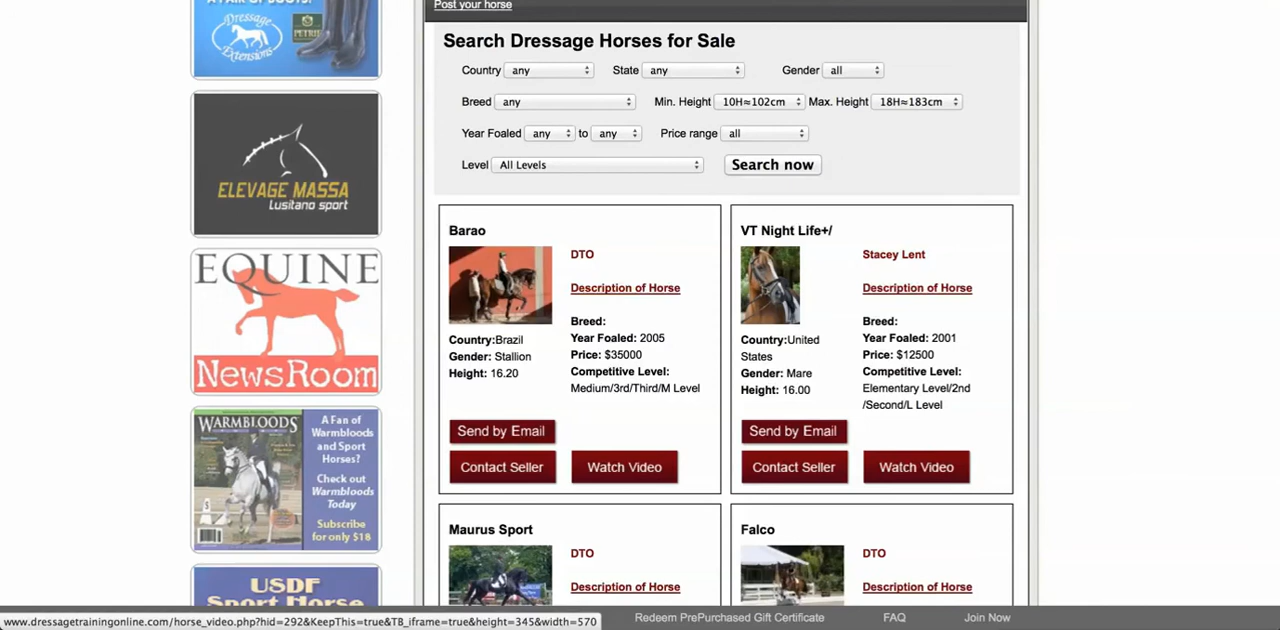 A PAIR OF BOOTS!
Dressage
Extensions
PETRIE
ELEVAGE MASSA
Lusitano sport
EQUINE
NewsRoom
WARMBLOODS
A Fan of
Warmbloods
and Sport
Horses?
Check out
Warmbloods
Today
Subscribe
for only $18
USDF
Sport Horse
Post your horse
Search Dressage Horses for Sale
Country any State any Gender all
Breed any Min. Height 10H≈102cm Max. Height 18H≈183cm
Year Foaled any to any Price range all
Level All Levels Search now
Barao
DTO
Description of Horse
Country:Brazil
Gender: Stallion
Height: 16.20
Breed:
Year Foaled: 2005
Price: $35000
Competitive Level:
Medium/3rd/Third/M Level
Send by Email
Contact Seller Watch Video
VT Night Life+/
Stacey Lent
Description of Horse
Country:United
States
Gender: Mare
Height: 16.00
Breed:
Year Foaled: 2001
Price: $12500
Competitive Level:
Elementary Level/2nd
/Second/L Level
Send by Email
Contact Seller Watch Video
Maurus Sport
DTO
Description of Horse
Falco
DTO
Description of Horse
www.dressagetrainingonline.com/horse_video.php?hid=292&KeepThis=true&TB_iframe=true&height=345&width=570
Redeem PrePurchased Gift Certificate FAQ Join Now